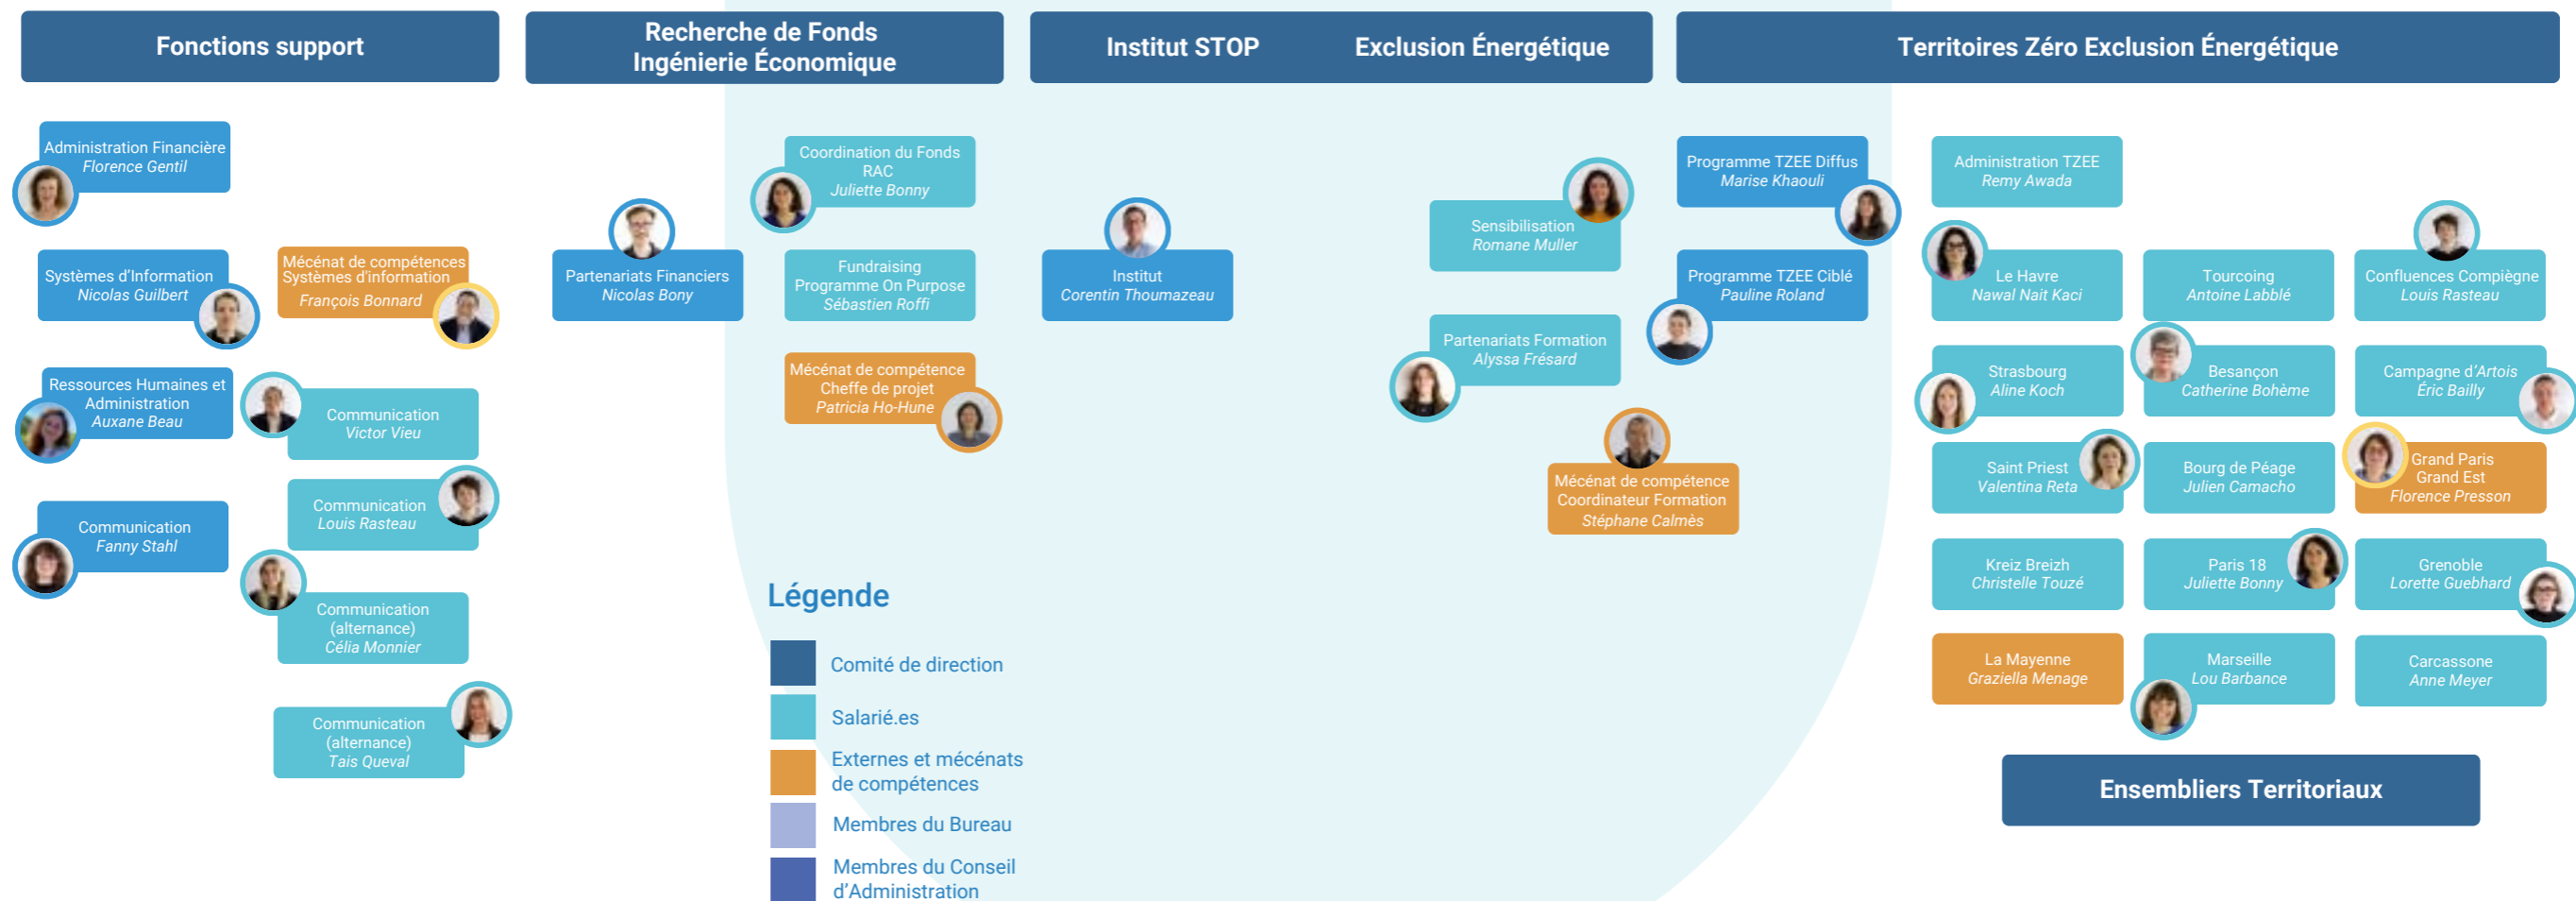 Fonctions support
Recherche de Fonds
Ingénierie Économique
Institut STOP
Exclusion Énergétique
Territoires Zéro Exclusion Énergétique
Administration Financière
Florence Gentil
Systèmes d'Information
Nicolas Guilbert
Mécénat de compétences
Systèmes d'information
François Bonnard
Ressources Humaines et
Administration
Auxane Beau
Communication
Victor Vieu
Communication
Louis Rasteau
Communication
Fanny Stahl
Communication
(alternance)
Célia Monnier
Communication
(alternance)
Tais Queval
Partenariats Financiers
Nicolas Bony
Coordination du Fonds
RAC
Juliette Bonny
Fundraising
Programme On Purpose
Sébastien Roffi
Mécénat de compétence
Cheffe de projet
Patricia Ho-Hune
Institut
Corentin Thoumazeau
Sensibilisation
Romane Muller
Partenariats Formation
Alyssa Frésard
Mécénat de compétence
Coordinateur Formation
Stéphane Calmès
Programme TZEE Diffus
Marise Khaouli
Programme TZEE Ciblé
Pauline Roland
Administration TZEE
Remy Awada
Le Havre
Nawal Nait Kaci
Tourcoing
Antoine Labblé
Confluences Compiègne
Louis Rasteau
Strasbourg
Aline Koch
Besançon
Catherine Bohème
Campagne d'Artois
Éric Bailly
Saint Priest
Valentina Reta
Bourg de Péage
Julien Camacho
Grand Paris
Grand Est
Florence Presson
Kreiz Breizh
Christelle Touzé
Paris 18
Juliette Bonny
Grenoble
Lorette Guebhard
La Mayenne
Graziella Menage
Marseille
Lou Barbance
Carcassone
Anne Meyer
Ensembliers Territoriaux
Légende
Comité de direction
Salarié.es
Externes et mécénats
de compétences
Membres du Bureau
Membres du Conseil
d'Administration